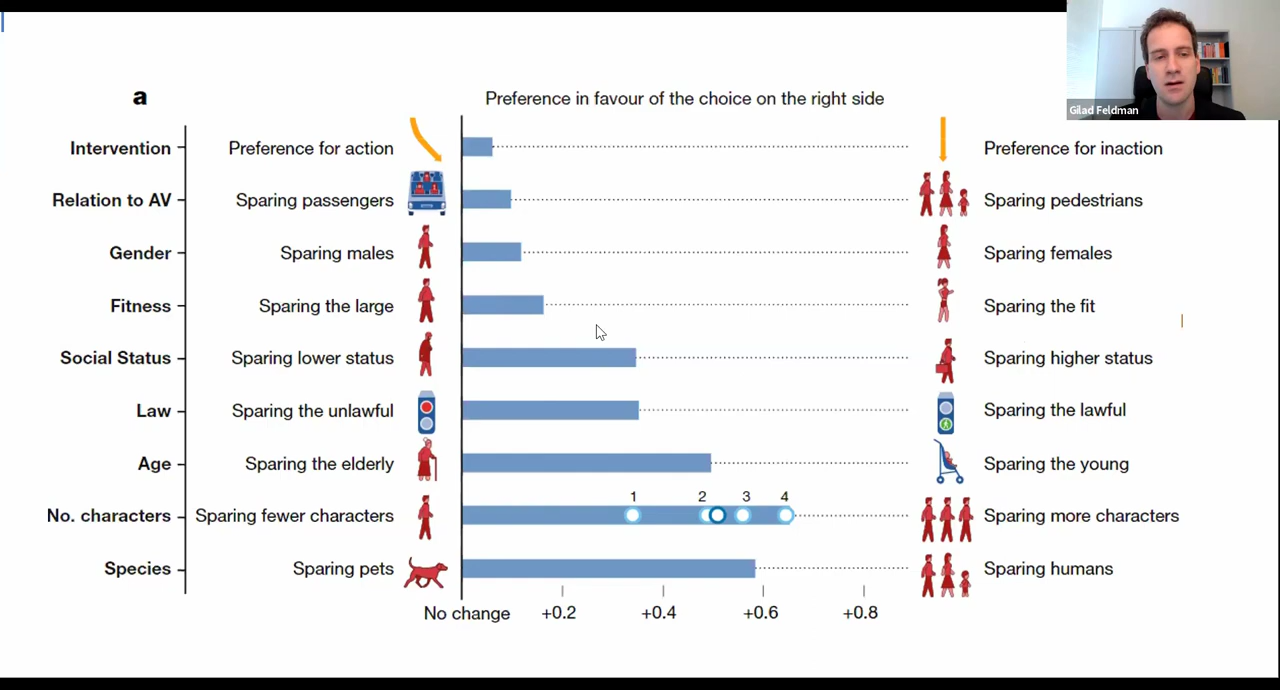 a
Preference in favour of the choice on the right side
Gilad Feldman
Intervention Preference for action Preference for inaction
Relation to AV Sparing passengers Sparing pedestrians
Gender Sparing males Sparing females
Fitness Sparing the large Sparing the fit
Social Status Sparing lower status Sparing higher status
Law Sparing the unlawful Sparing the lawful
Age Sparing the elderly Sparing the young
1 2 3 4
No. characters Sparing fewer characters Sparing more characters
Species Sparing pets Sparing humans
No change +0.2 +0.4 +0.6 +0.8